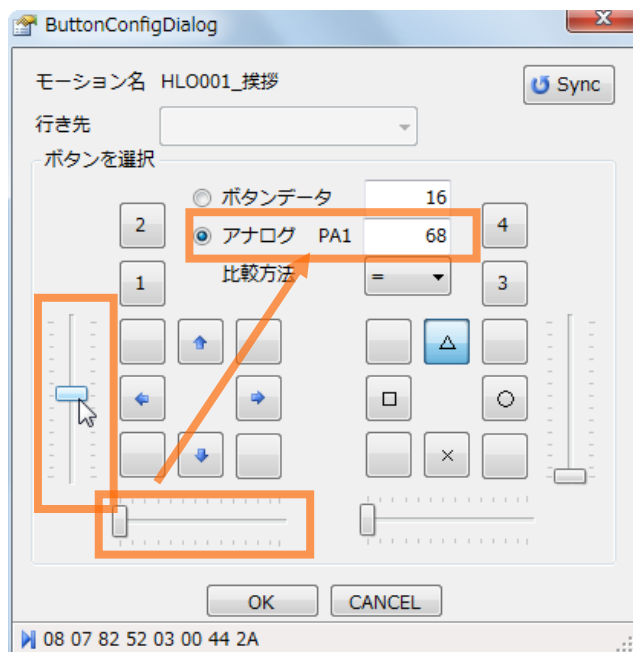 ButtonConfigDialog
モーション名 HLO001_挨拶
Sync
行き先
ボタンを選択
ボタンデータ 16
2
アナログ PA1 68
4
1
比較方法 =
3
△
□
○
×
OK
CANCEL
08 07 82 52 03 00 44 2A